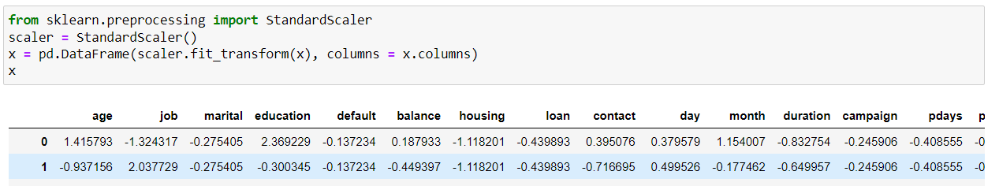 from sklearn.preprocessing import StandardScaler
scaler = StandardScaler()
x = pd.DataFrame(scaler.fit_transform(x), columns = x.columns)
x
age job marital education default balance housing loan contact day month duration campaign pdays p
0 1.415793 -1.324317 -0.275405 2.369229 -0.137234 0.187933 -1.118201 -0.439893 0.395076 0.379579 1.154007 -0.832754 -0.245906 -0.408555 -0
1 -0.937156 2.037729 -0.275405 -0.300345 -0.137234 -0.449397 -1.118201 -0.439893 -0.716695 0.499526 -0.177462 -0.649957 -0.245906 -0.408555 -0